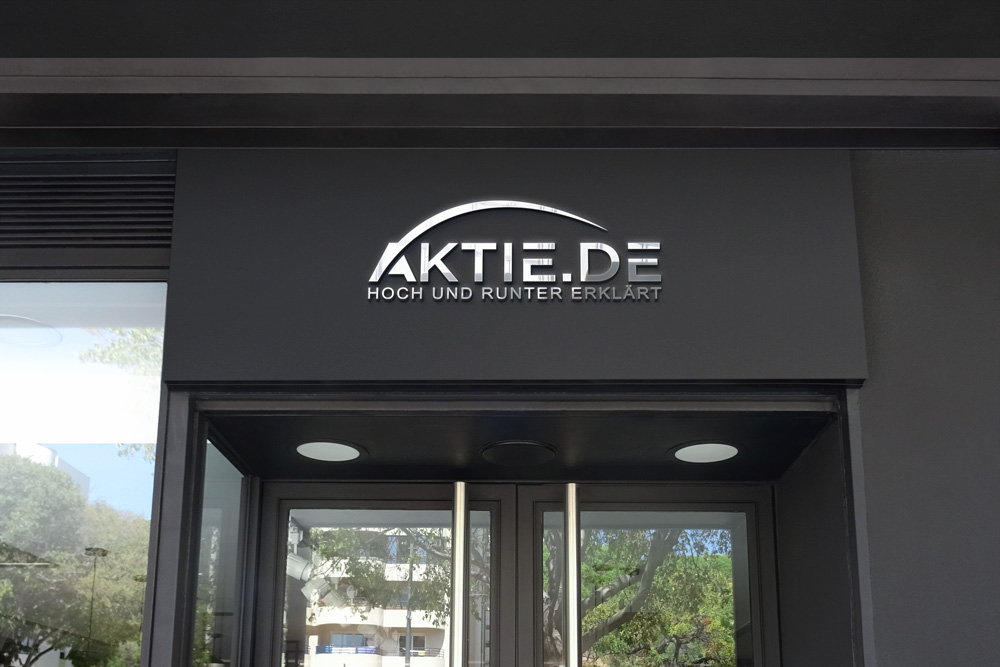 AKTIE.DE
HOCH UND RUNTER ERKLÄRT